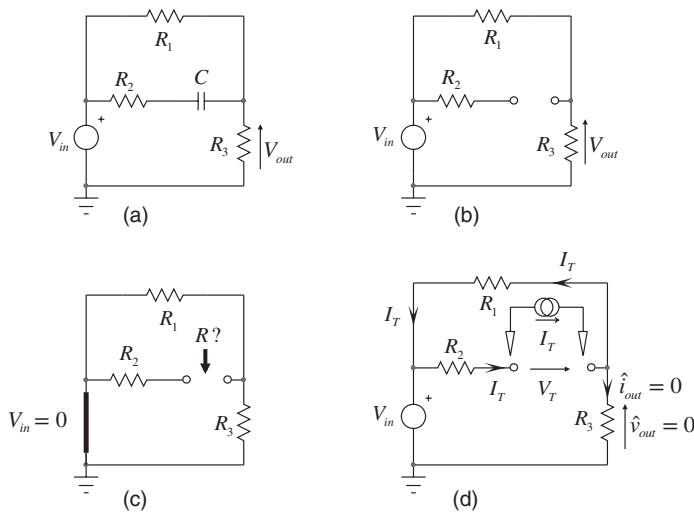 R1
R2
C
+
Vin
R3
Vout
(a)
R1
R2
+
Vin
R3
Vout
(b)
R1
R?
R2
Vin = 0
R3
(c)
IT
R1
IT
IT
R2
IT
VT
îout = 0
+
Vin
R3
v̂out = 0
(d)